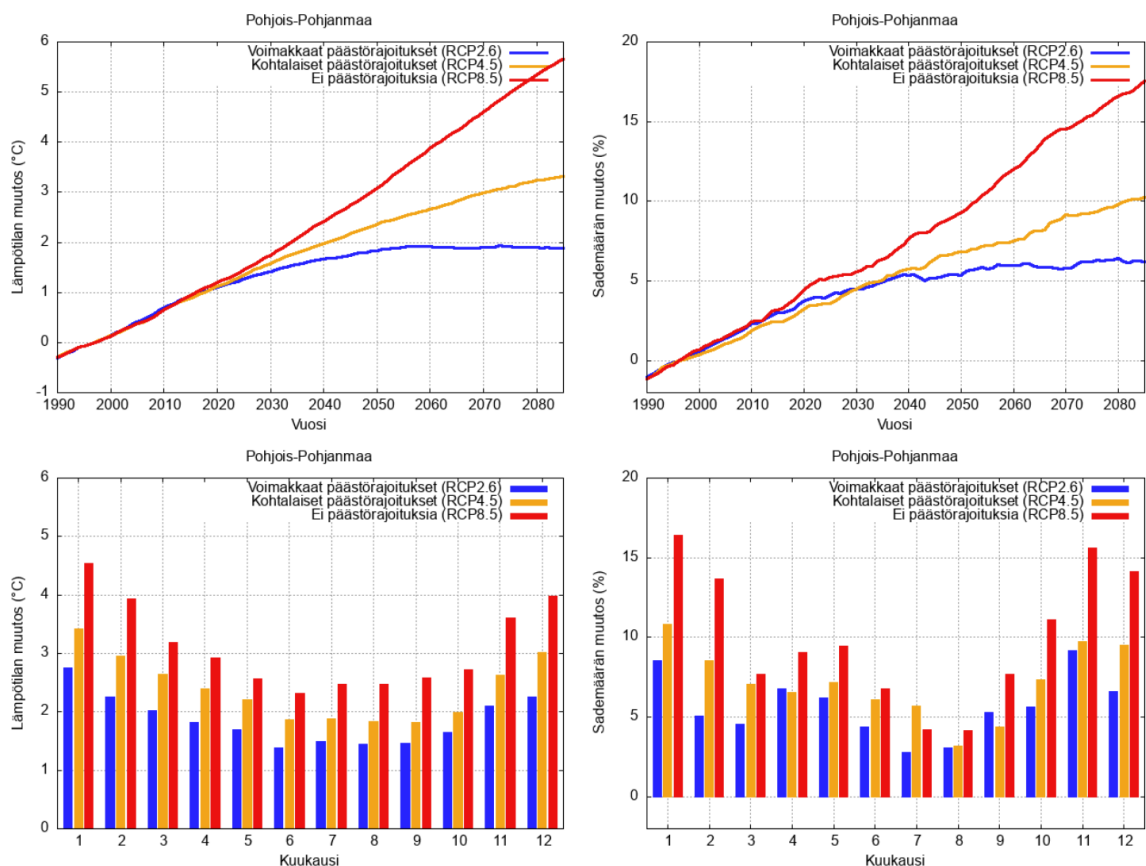 Pohjois-Pohjanmaa
6
5
4
3
2
1
0
-1
Lämpötilan muutos (°C)
Voimakkaat päästörajoitukset (RCP2.6)
Kohtalaiset päästörajoitukset (RCP4.5)
Ei päästörajoituksia (RCP8.5)
1990 2000 2010 2020 2030 2040 2050 2060 2070 2080
Vuosi
Pohjois-Pohjanmaa
20
15
10
5
0
Sademäärän muutos (%)
Voimakkaat päästörajoitukset (RCP2.6)
Kohtalaiset päästörajoitukset (RCP4.5)
Ei päästörajoituksia (RCP8.5)
1990 2000 2010 2020 2030 2040 2050 2060 2070 2080
Vuosi
Pohjois-Pohjanmaa
6
5
4
3
2
1
0
Lämpötilan muutos (°C)
Voimakkaat päästörajoitukset (RCP2.6)
Kohtalaiset päästörajoitukset (RCP4.5)
Ei päästörajoituksia (RCP8.5)
1 2 3 4 5 6 7 8 9 10 11 12
Kuukausi
Pohjois-Pohjanmaa
20
15
10
5
0
Sademäärän muutos (%)
Voimakkaat päästörajoitukset (RCP2.6)
Kohtalaiset päästörajoitukset (RCP4.5)
Ei päästörajoituksia (RCP8.5)
1 2 3 4 5 6 7 8 9 10 11 12
Kuukausi